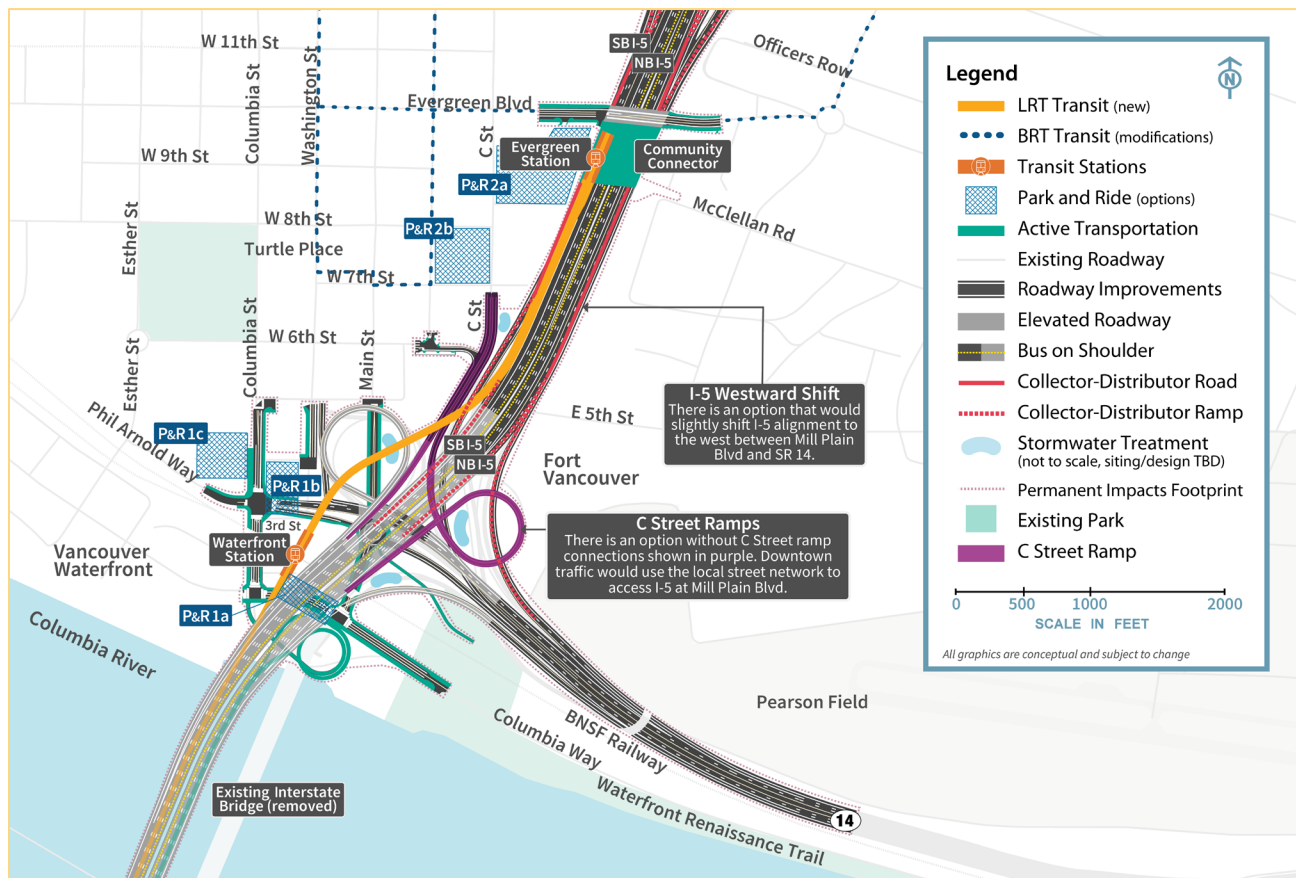 W 11th St
Columbia St
Washington St
SB I-5
NB I-5
Officers Row
Evergreen Blvd
C St
W 9th St
Evergreen
Station
Community
Connector
P&R 2a
McClellan Rd
Esther St
W 8th St
Turtle Place
P&R 2b
W 7th St
C St
Columbia St
W 6th St
Main St
Esther St
Phil Arnold Way
P&R 1c
P&R 1b
E 5th St
SB I-5
NB I-5
Fort
Vancouver
I-5 Westward Shift
There is an option that would
slightly shift I-5 alignment to
the west between Mill Plain
Blvd and SR 14.
3rd St
Waterfront
Station
Vancouver
Waterfront
C Street Ramps
There is an option without C Street ramp
connections shown in purple. Downtown
traffic would use the local street network to
access I-5 at Mill Plain Blvd.
P&R 1a
Columbia River
Pearson Field
BNSF Railway
Columbia Way
Waterfront Renaissance Trail
Existing Interstate
Bridge (removed)
14
Legend
N
LRT Transit (new)
BRT Transit (modifications)
Transit Stations
Park and Ride (options)
Active Transportation
Existing Roadway
Roadway Improvements
Elevated Roadway
Bus on Shoulder
Collector-Distributor Road
Collector-Distributor Ramp
Stormwater Treatment
(not to scale, siting/design TBD)
Permanent Impacts Footprint
Existing Park
C Street Ramp
0 500 1000 2000
SCALE IN FEET
All graphics are conceptual and subject to change